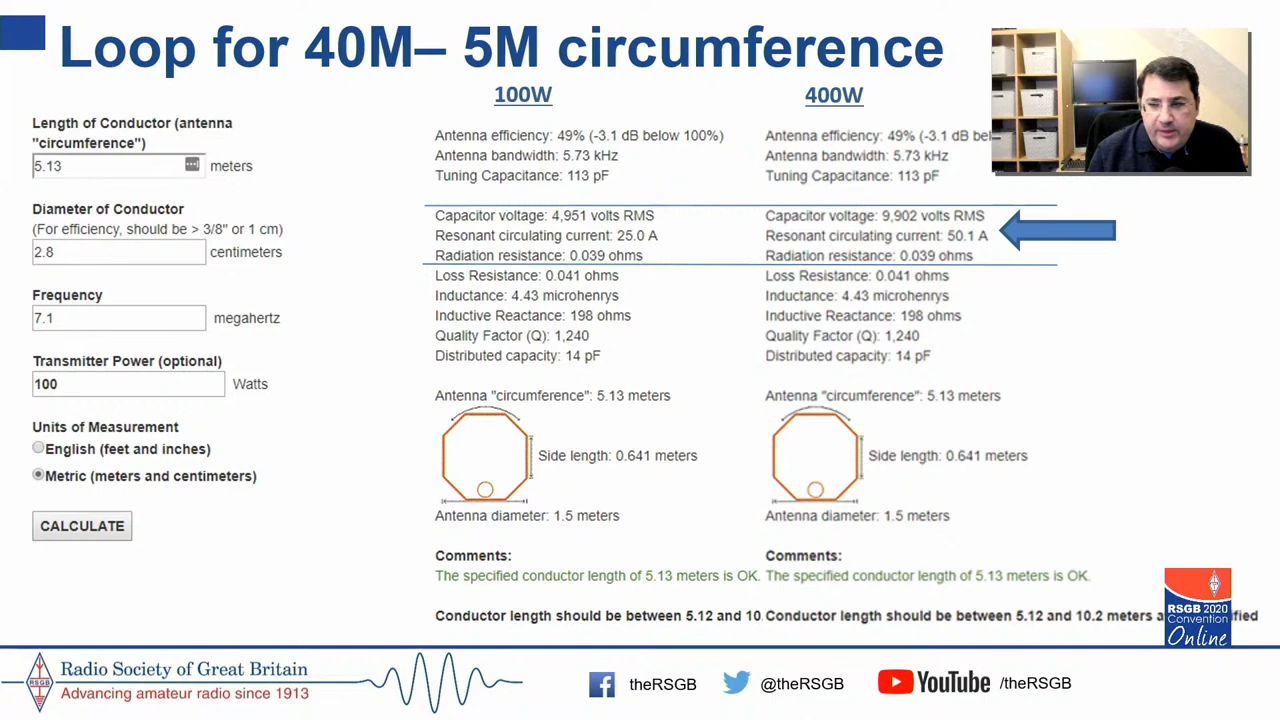 Loop for 40M– 5M circumference
Length of Conductor (antenna
"circumference")
5.13 meters
Diameter of Conductor
(For efficiency, should be > 3/8" or 1 cm)
2.8 centimeters
Frequency
7.1 megahertz
Transmitter Power (optional)
100 Watts
Units of Measurement
English (feet and inches)
Metric (meters and centimeters)
CALCULATE
100W
Antenna efficiency: 49% (-3.1 dB below 100%)
Antenna bandwidth: 5.73 kHz
Tuning Capacitance: 113 pF
Capacitor voltage: 4,951 volts RMS
Resonant circulating current: 25.0 A
Radiation resistance: 0.039 ohms
Loss Resistance: 0.041 ohms
Inductance: 4.43 microhenrys
Inductive Reactance: 198 ohms
Quality Factor (Q): 1,240
Distributed capacity: 14 pF
Antenna "circumference": 5.13 meters
Side length: 0.641 meters
Antenna diameter: 1.5 meters
Comments:
The specified conductor length of 5.13 meters is OK.
Conductor length should be between 5.12 and 10.
400W
Antenna efficiency: 49% (-3.1 dB
Antenna bandwidth: 5.73 kHz
Tuning Capacitance: 113 pF
Capacitor voltage: 9,902 volts RMS
Resonant circulating current: 50.1 A
Radiation resistance: 0.039 ohms
Loss Resistance: 0.041 ohms
Inductance: 4.43 microhenrys
Inductive Reactance: 198 ohms
Quality Factor (Q): 1,240
Distributed capacity: 14 pF
Antenna "circumference": 5.13 meters
Side length: 0.641 meters
Antenna diameter: 1.5 meters
Comments:
The specified conductor length of 5.13 meters is OK.
Conductor length should be between 5.12 and 10.2 meters
RSGB 2020
Convention
Online
RSGB
Radio Society of Great Britain
Advancing amateur radio since 1913
theRSGB
@theRSGB
YouTube /theRSGB